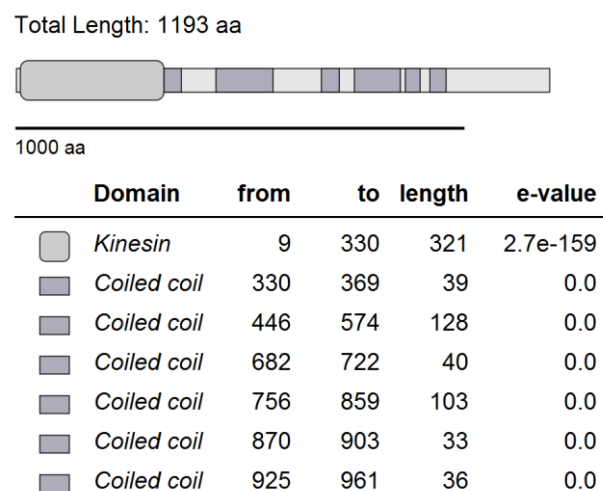 Total Length: 1193 aa
1000 aa
Domain from to length e-value
Kinesin 9 330 321 2.7e-159
Coiled coil 330 369 39 0.0
Coiled coil 446 574 128 0.0
Coiled coil 682 722 40 0.0
Coiled coil 756 859 103 0.0
Coiled coil 870 903 33 0.0
Coiled coil 925 961 36 0.0